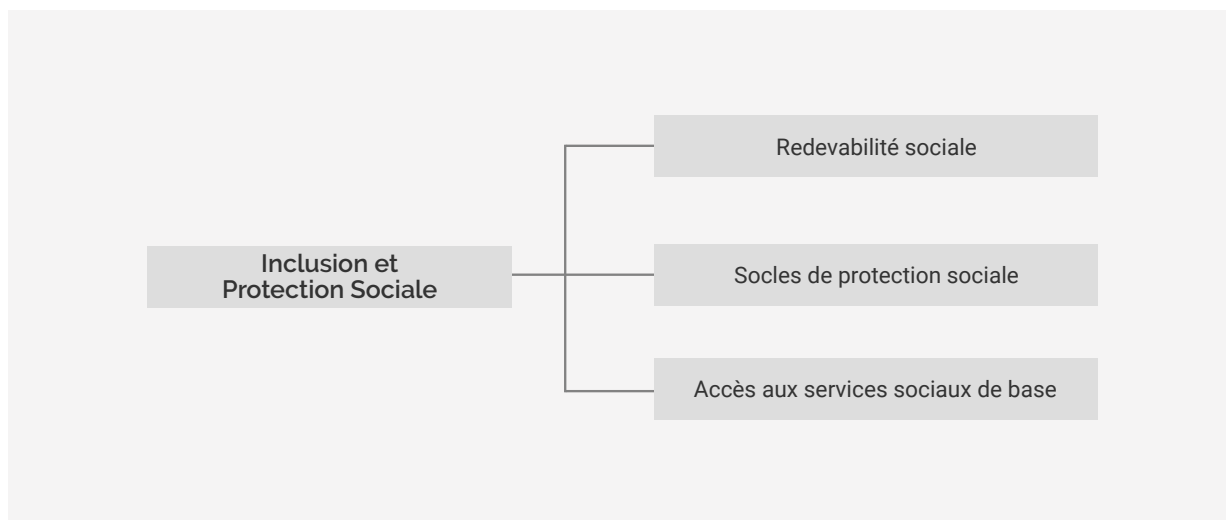 Inclusion et
Protection Sociale
Redevabilité sociale
Socles de protection sociale
Accès aux services sociaux de base